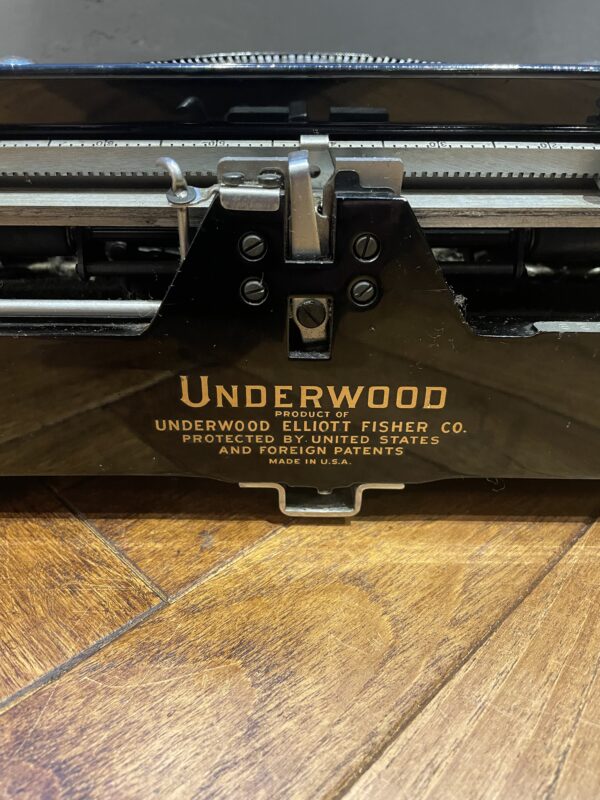 UNDERWOOD
PRODUCT OF
UNDERWOOD ELLIOTT FISHER CO.
PROTECTED BY UNITED STATES
AND FOREIGN PATENTS
MADE IN U.S.A.